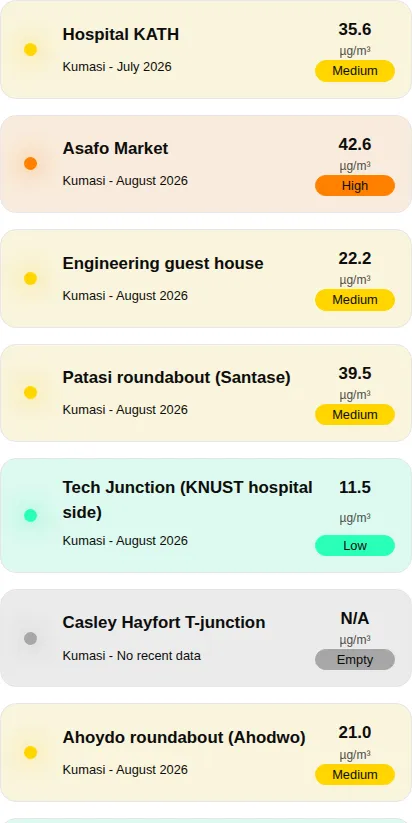 Hospital KATH
35.6
µg/m³
Kumasi - July 2026
Medium
Asafo Market
42.6
µg/m³
Kumasi - August 2026
High
Engineering guest house
22.2
µg/m³
Kumasi - August 2026
Medium
Patasi roundabout (Santase)
39.5
µg/m³
Kumasi - August 2026
Medium
Tech Junction (KNUST hospital
side)
11.5
µg/m³
Kumasi - August 2026
Low
Casley Hayfort T-junction
N/A
µg/m³
Kumasi - No recent data
Empty
Ahoydo roundabout (Ahodwo)
21.0
µg/m³
Kumasi - August 2026
Medium